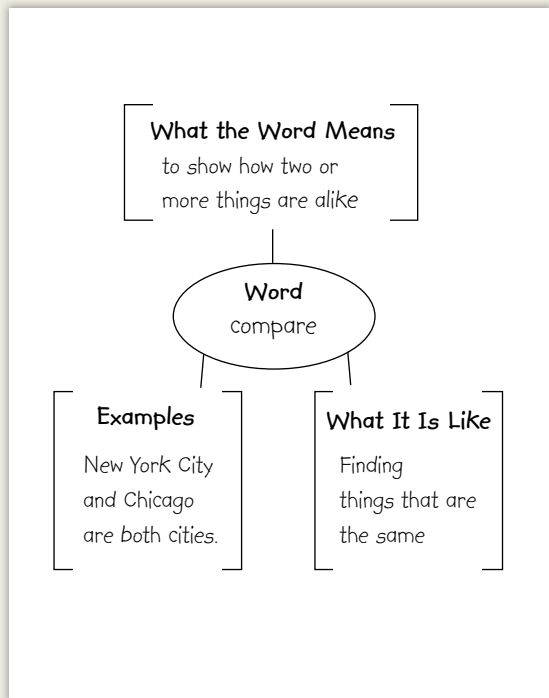 What the Word Means
to show how two or
more things are alike
Word
compare
Examples
New York City
and Chicago
are both cities.
What It Is Like
Finding
things that are
the same